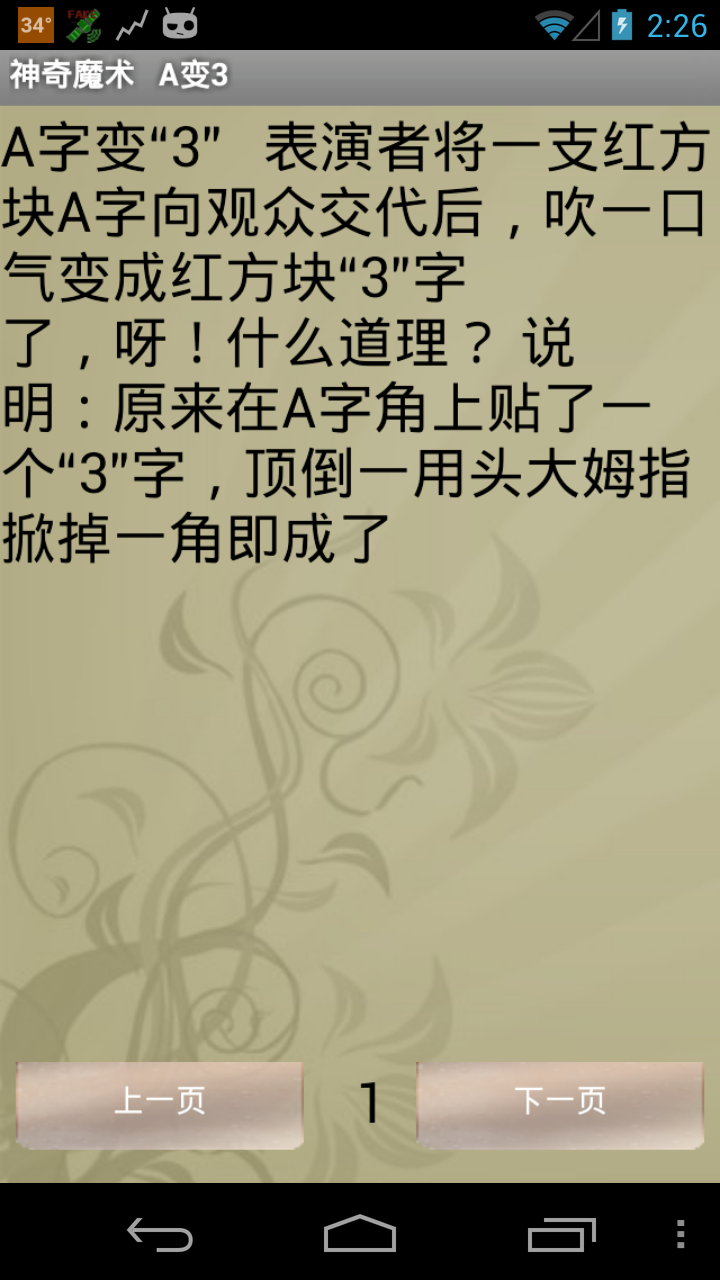 34°
FAKE
2:26
神奇魔术 A变3
A字变“3” 表演者将一支红方
块A字向观众交代后，吹一口
气变成红方块“3”字
了，呀！什么道理？ 说
明：原来在A字角上贴了一
个“3”字，顶倒一用头大姆指
掀掉一角即成了
上一页
1
下一页